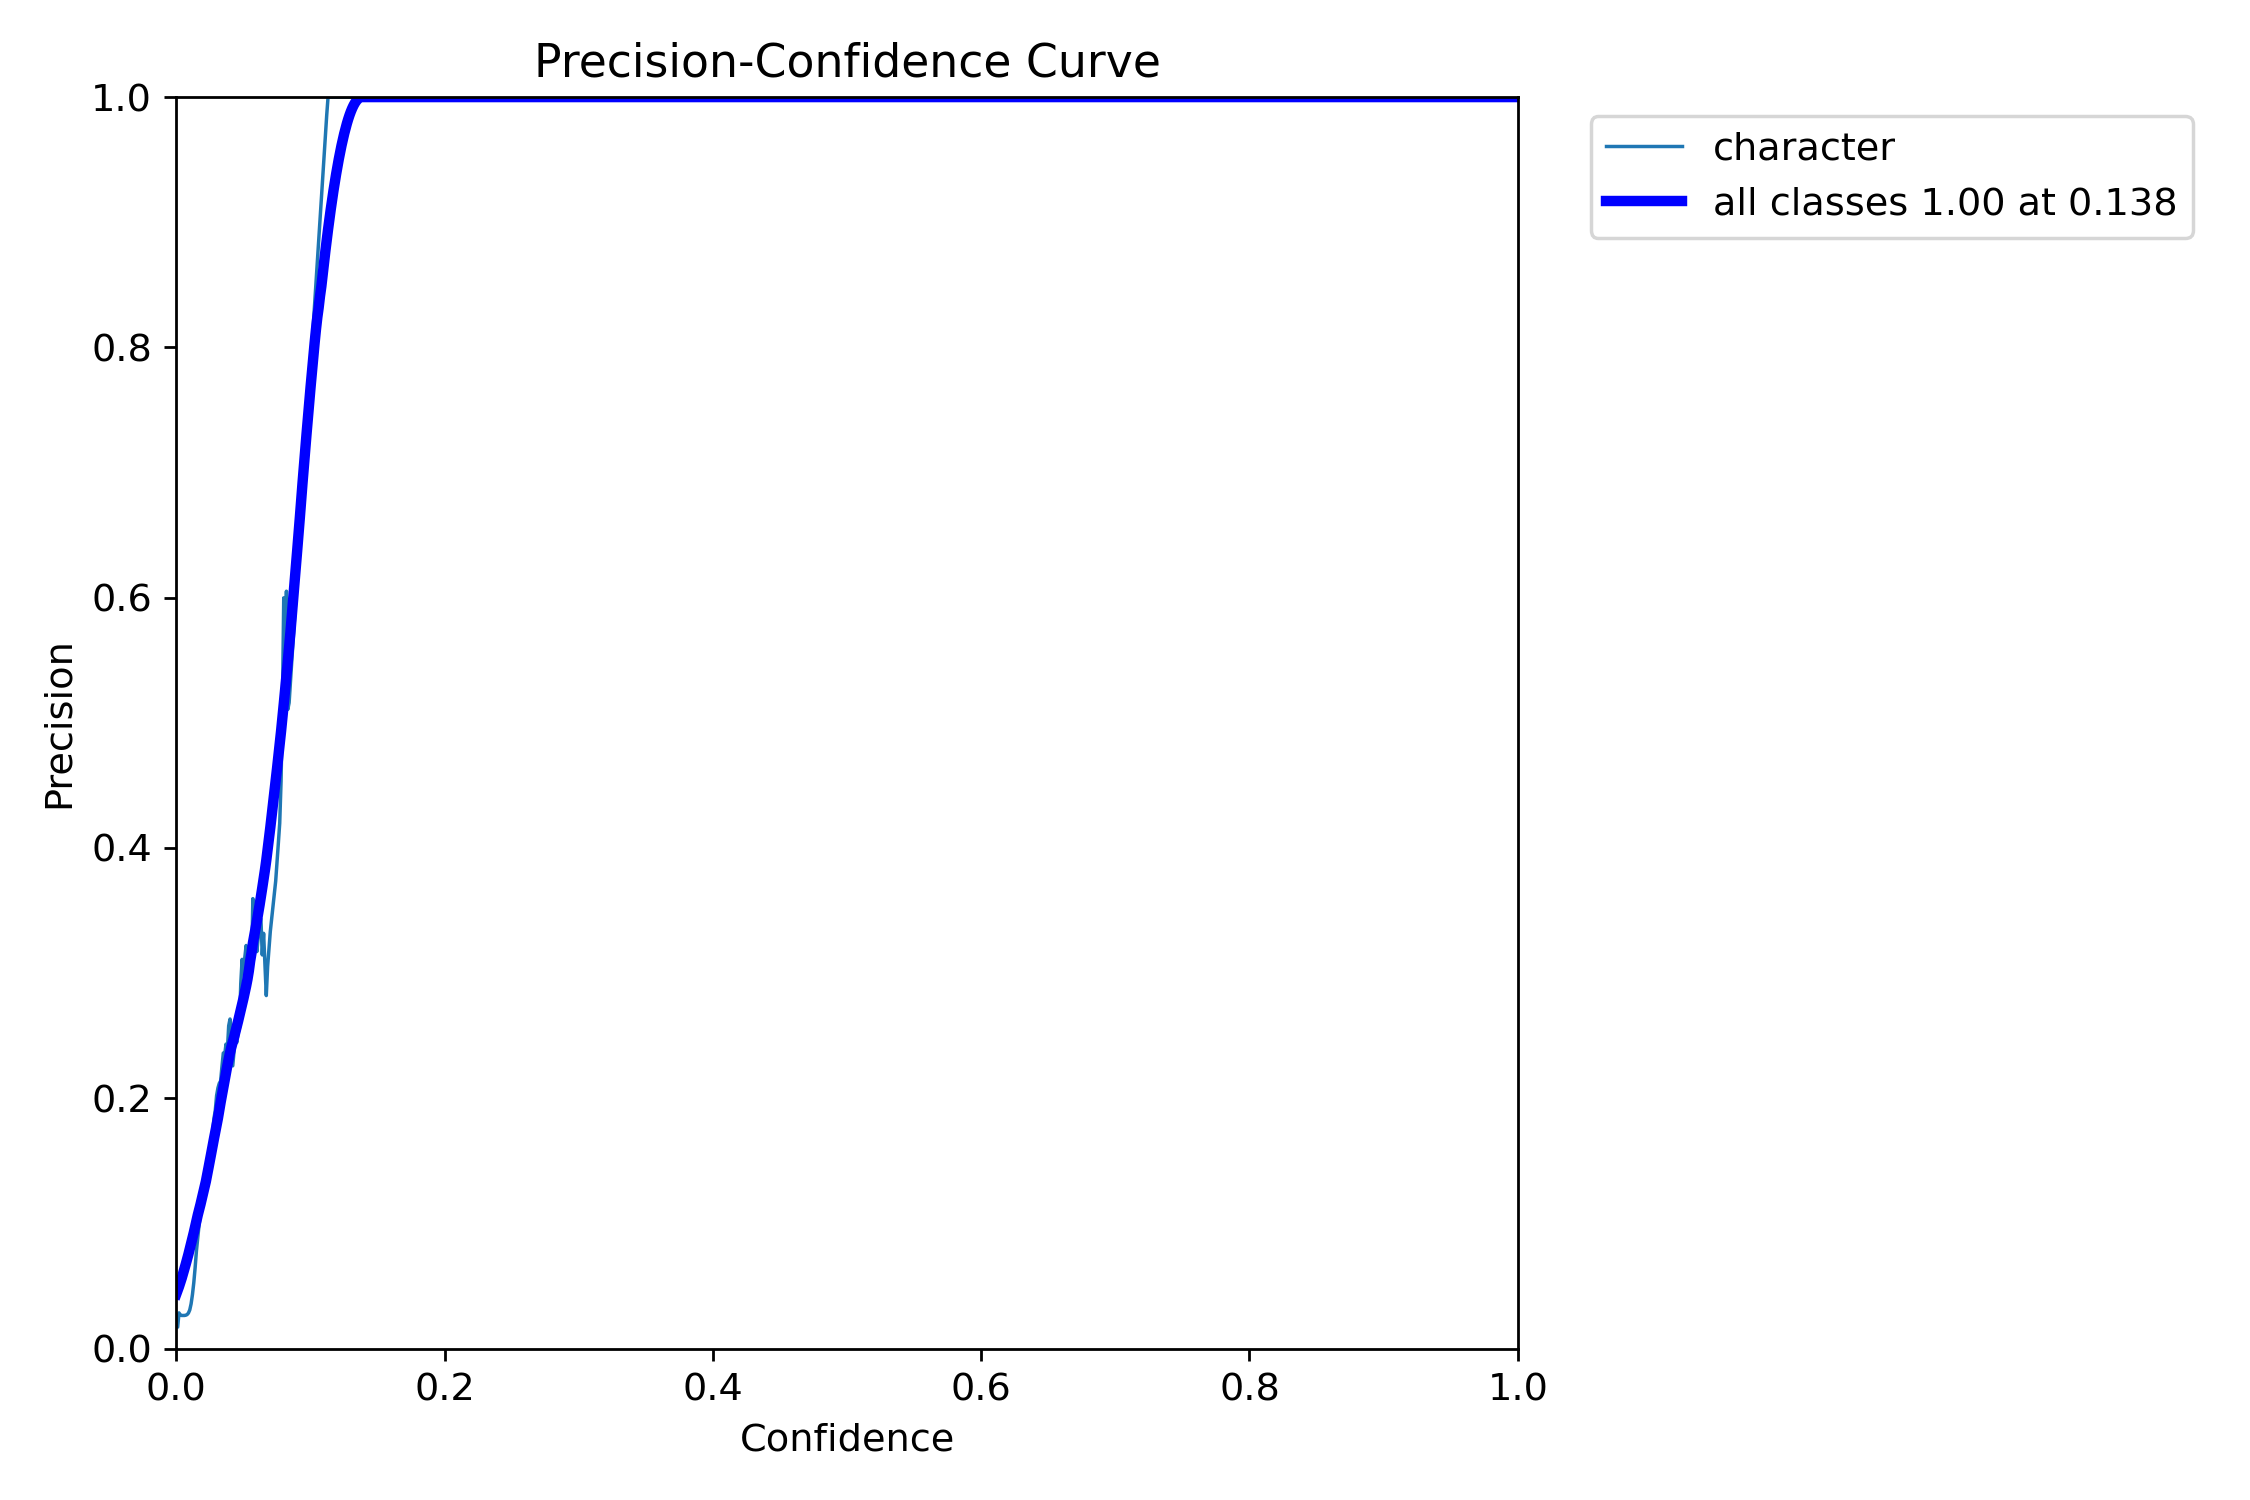 Precision-Confidence Curve
1.0
0.8
0.6
0.4
0.2
0.0
Precision
0.0 0.2 0.4 0.6 0.8 1.0
Confidence
character
all classes 1.00 at 0.138